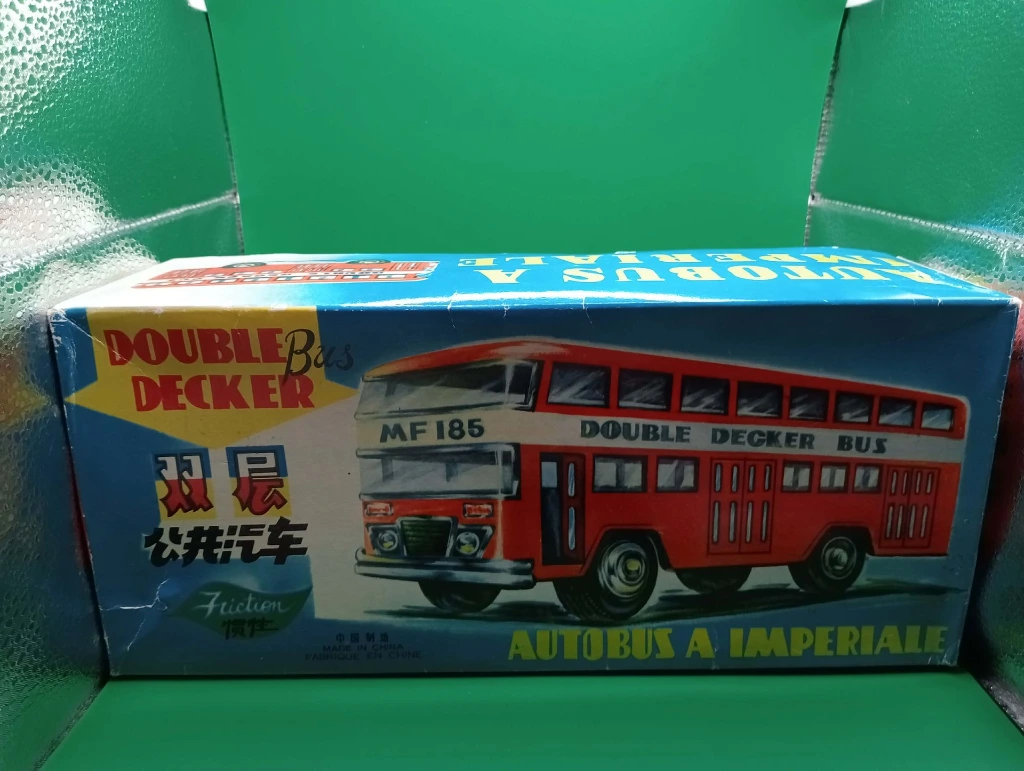 AUTOBUS A
IMPERIALE
DOUBLE Bus
DECKER
双层
公共汽车
Friction
惯性
中国制造
MADE IN CHINA
FABRIQUE EN CHINE
MF 185
DOUBLE DECKER BUS
AUTOBUS A IMPERIALE